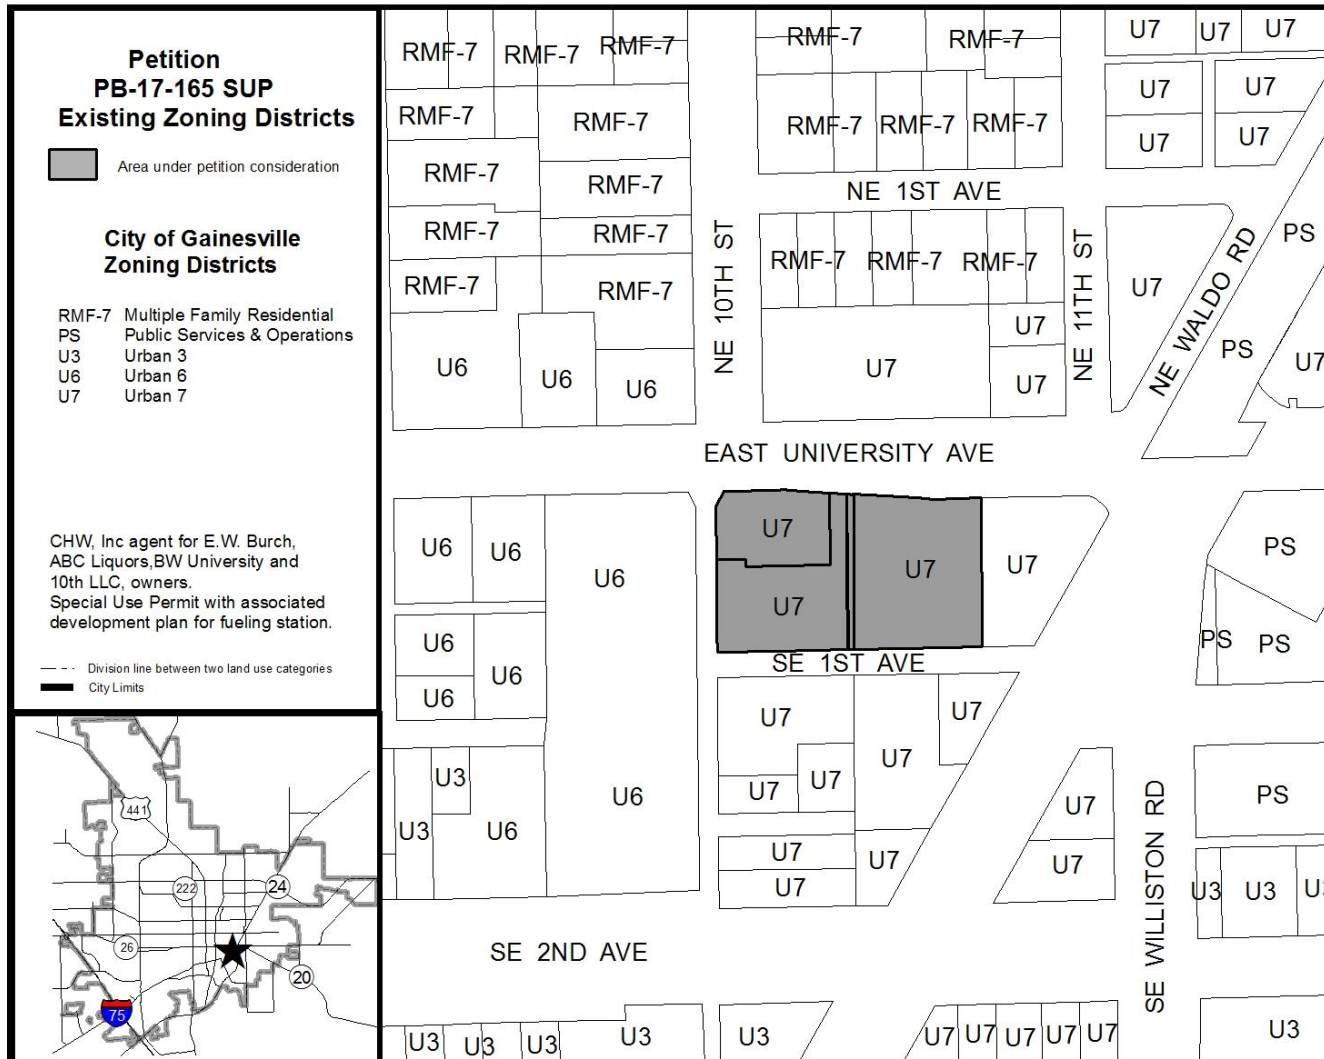 Petition
PB-17-165 SUP
Existing Zoning Districts
Area under petition consideration
City of Gainesville
Zoning Districts
RMF-7 Multiple Family Residential
PS Public Services & Operations
U3 Urban 3
U6 Urban 6
U7 Urban 7
CHW, Inc agent for E.W. Burch,
ABC Liquors,BW University and
10th LLC, owners.
Special Use Permit with associated
development plan for fueling station.
Division line between two land use categories
City Limits
441
222
24
26
20
75
RMF-7 RMF-7 RMF-7 RMF-7 RMF-7 U7 U7 U7
RMF-7 RMF-7 RMF-7 RMF-7 RMF-7 U7 U7
U7 U7
RMF-7 RMF-7
NE 1ST AVE
RMF-7 RMF-7 PS
RMF-7 RMF-7 RMF-7 RMF-7 RMF-7 U7
NE 10TH ST
NE 11TH ST
NE WALDO RD
U7 PS U7
U6 U6 U6 U7 U7
EAST UNIVERSITY AVE
U6 U6 U6 U7 U7 U7 PS
U7
U6 U6 PS PS
U6
SE 1ST AVE
U7 U7
U3 U7 U7 U7
U3 U6 U6 U7 PS
U7 U7 U7
U7 U3 U3 U3
SE WILLISTON RD
SE 2ND AVE
U3 U3 U3 U3 U3 U7 U7 U7 U7 U7 U3